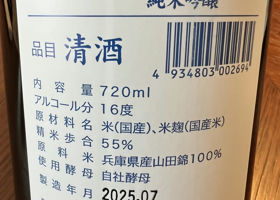 純米吟醸
品目 清酒
4 934803 002694
内容量 720ml
アルコール分 16度
原材料名 米(国産)、米麹(国産米)
精米歩合 55%
原料米 兵庫県産山田錦100%
使用酵母 自社酵母
製造年月 2025.07